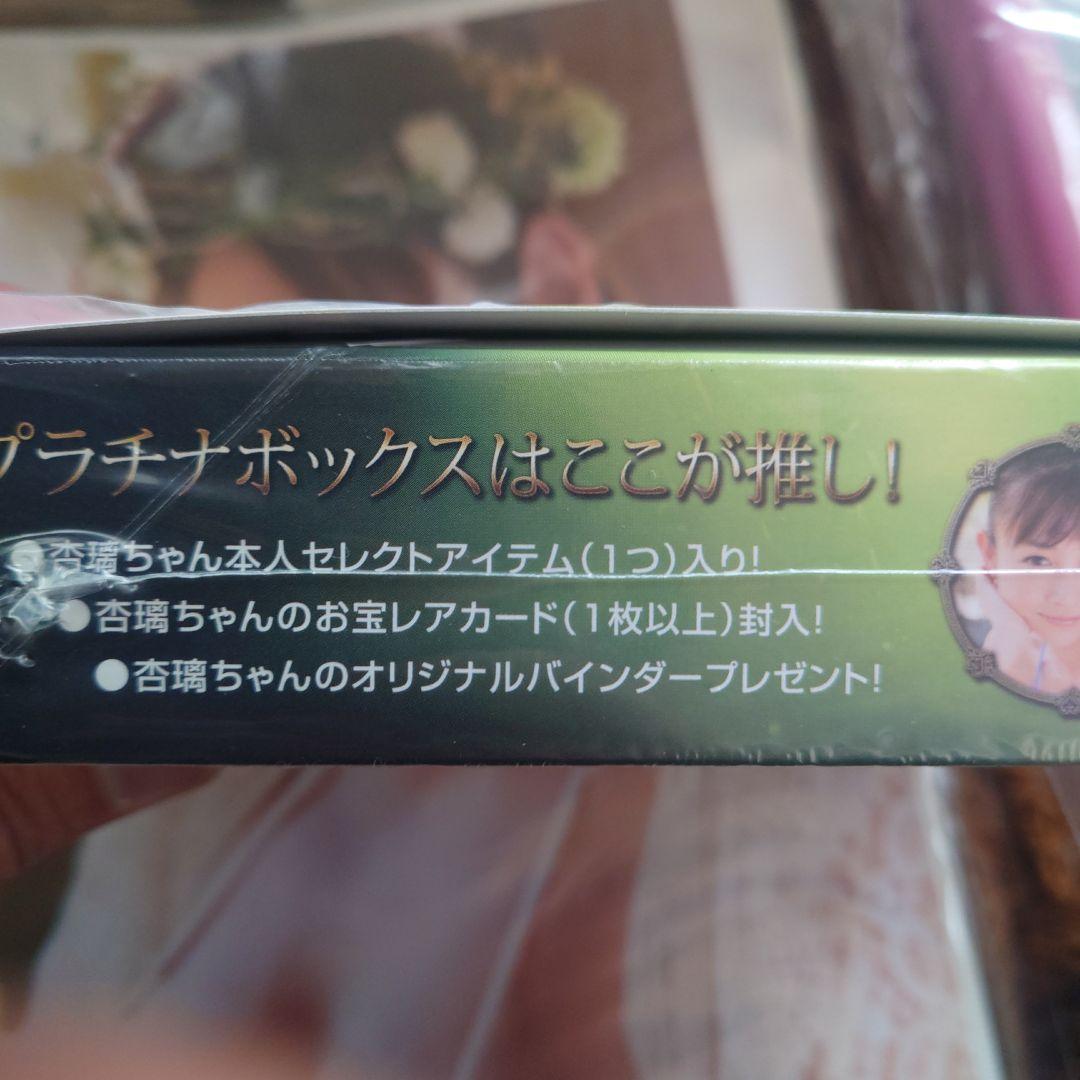 プラチナボックスはここが推し!
●杏璃ちゃん本人セレクトアイテム(1つ)入り!
●杏璃ちゃんのお宝レアカード(1枚以上)封入!
●杏璃ちゃんのオリジナルバインダープレゼント!